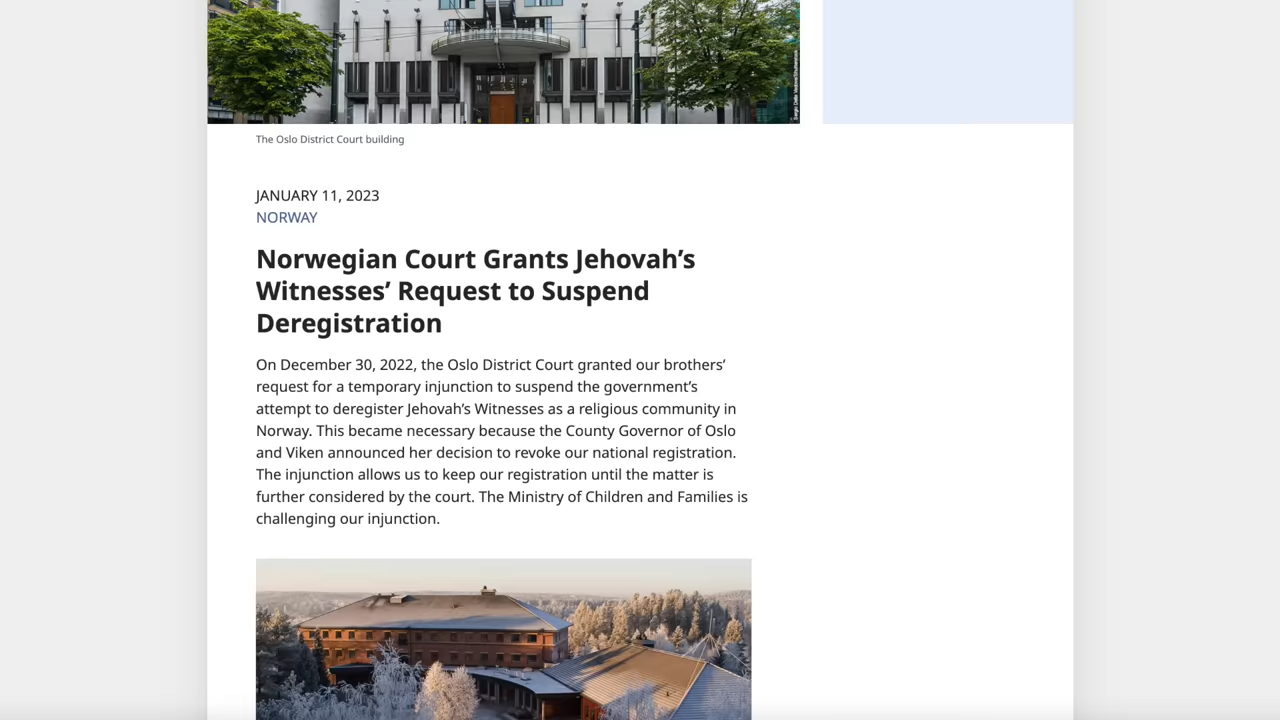 The Oslo District Court building
JANUARY 11, 2023
NORWAY
Norwegian Court Grants Jehovah’s
Witnesses’ Request to Suspend
Deregistration
On December 30, 2022, the Oslo District Court granted our brothers’
request for a temporary injunction to suspend the government’s
attempt to deregister Jehovah’s Witnesses as a religious community in
Norway. This became necessary because the County Governor of Oslo
and Viken announced her decision to revoke our national registration.
The injunction allows us to keep our registration until the matter is
further considered by the court. The Ministry of Children and Families is
challenging our injunction.